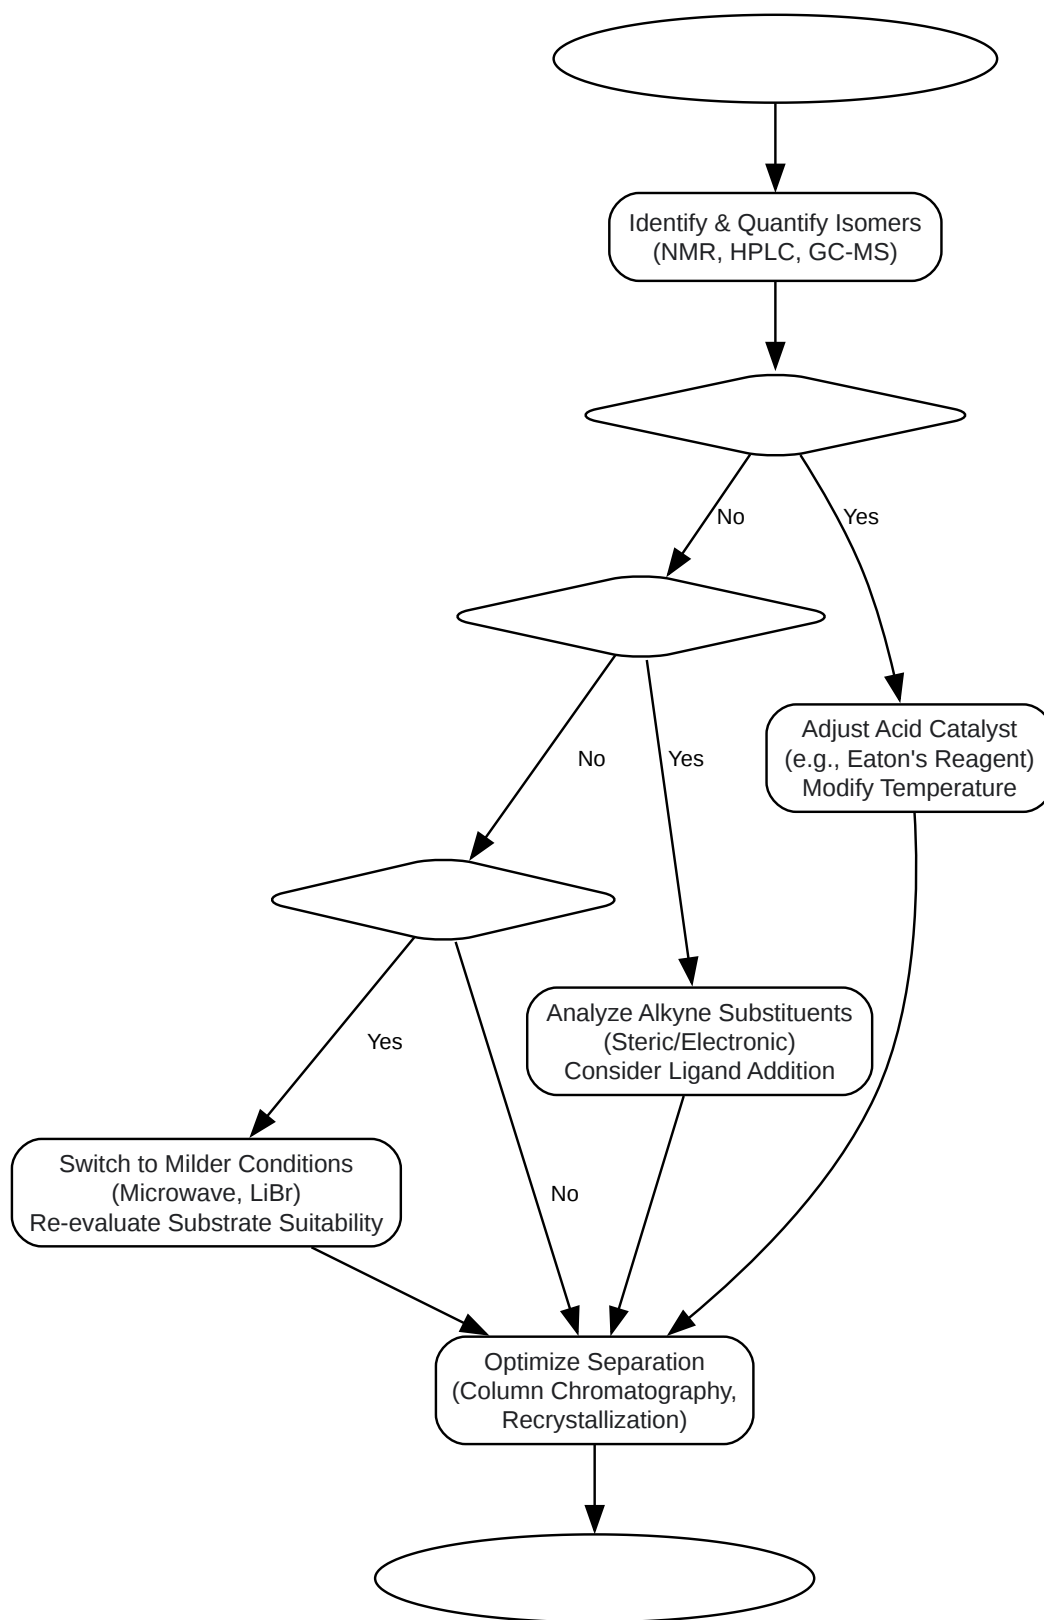 Identify & Quantify Isomers
(NMR, HPLC, GC-MS)
No
Yes
Adjust Acid Catalyst
(e.g., Eaton's Reagent)
Modify Temperature
No
Yes
Analyze Alkyne Substituents
(Steric/Electronic)
Consider Ligand Addition
Yes
Switch to Milder Conditions
(Microwave, LiBr)
Re-evaluate Substrate Suitability
No
Optimize Separation
(Column Chromatography,
Recrystallization)